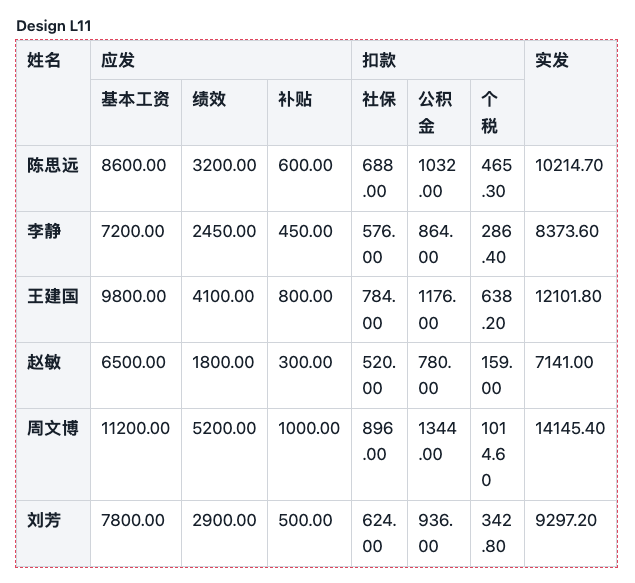 Design L11
姓名 应发 扣款 实发
基本工资 绩效 补贴 社保 公积金 个税
陈思远 8600.00 3200.00 600.00 688.00 1032.00 465.30 10214.70
李静 7200.00 2450.00 450.00 576.00 864.00 286.40 8373.60
王建国 9800.00 4100.00 800.00 784.00 1176.00 638.20 12101.80
赵敏 6500.00 1800.00 300.00 520.00 780.00 159.00 7141.00
周文博 11200.00 5200.00 1000.00 896.00 1344.00 1014.60 14145.40
刘芳 7800.00 2900.00 500.00 624.00 936.00 342.80 9297.20